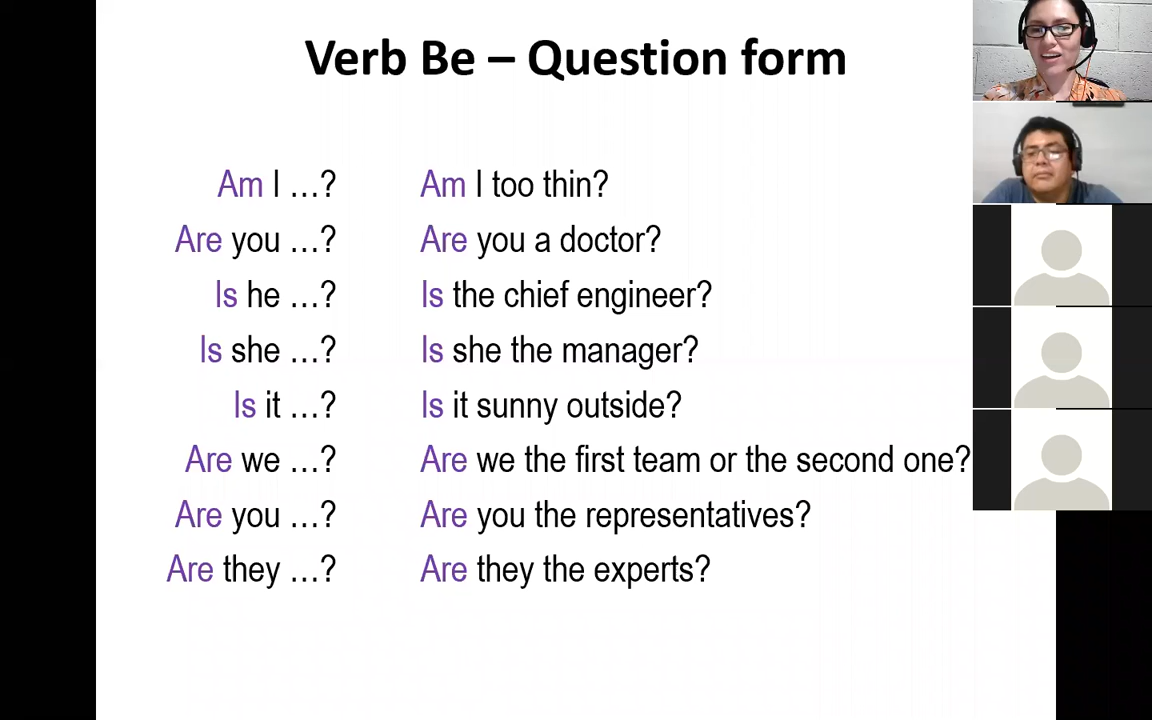 Verb Be – Question form
Am I ...? Am I too thin?
Are you ...? Are you a doctor?
Is he ...? Is the chief engineer?
Is she ...? Is she the manager?
Is it ...? Is it sunny outside?
Are we ...? Are we the first team or the second one?
Are you ...? Are you the representatives?
Are they ...? Are they the experts?